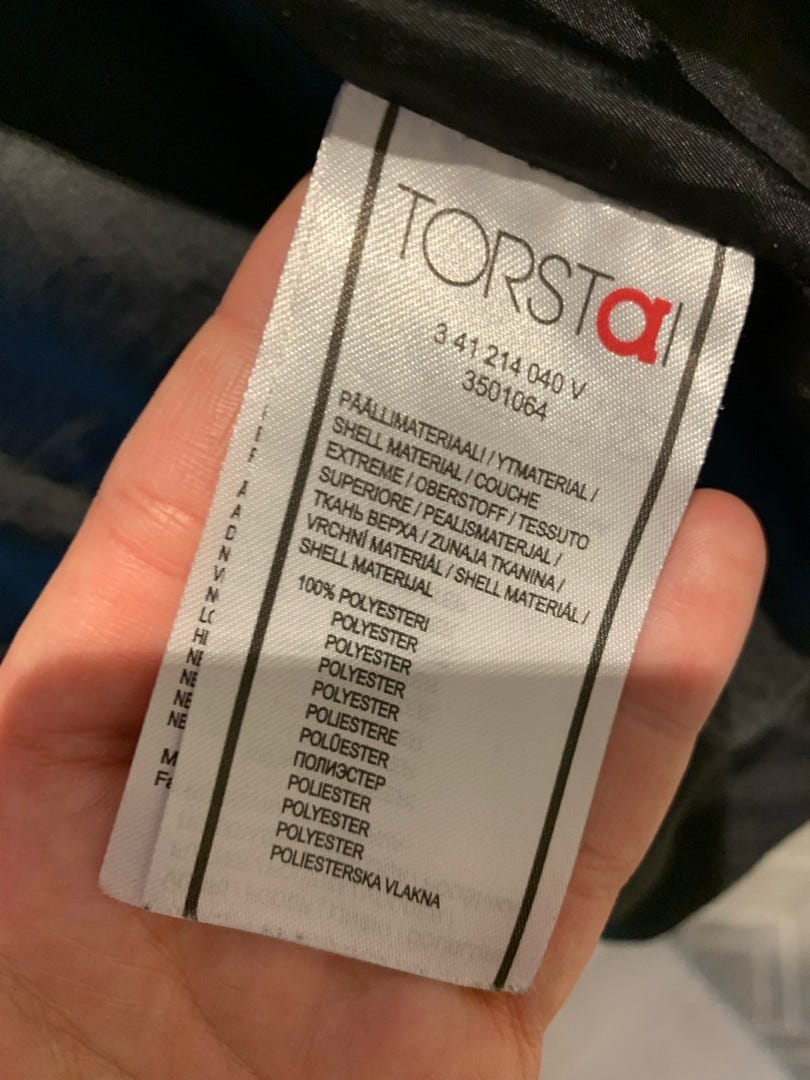 TORSTAI
3 41 214 040 V
3501064
PÄÄLLIMATERIAALI / YTMATERIAL /
SHELL MATERIAL / COUCHE
EXTREME / OBERSTOFF / TESSUTO
SUPERIORE / PEALISMATERJAL /
ТКАНЬ ВЕРХА / ZUNAJA TKANINA /
VRCHNÍ MATERIÁL / SHELL MATERIÁL /
SHELL MATERIJAL
100% POLYESTERI
POLYESTER
POLYESTER
POLYESTER
POLYESTER
POLIESTERE
POLÜESTER
ПОЛИЭСТЕР
POLIESTER
POLYESTER
POLYESTER
POLIESTERSKA VLAKNA